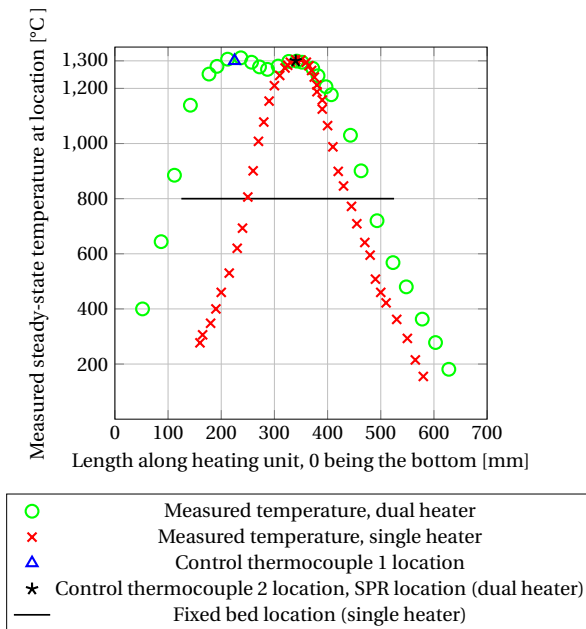 Measured steady-state temperature at location [°C]
1,300
1,200
1,000
800
600
400
200
0
100
200
300
400
500
600
700
Length along heating unit, 0 being the bottom [mm]
Measured temperature, dual heater
Measured temperature, single heater
Control thermocouple 1 location
Control thermocouple 2 location, SPR location (dual heater)
Fixed bed location (single heater)